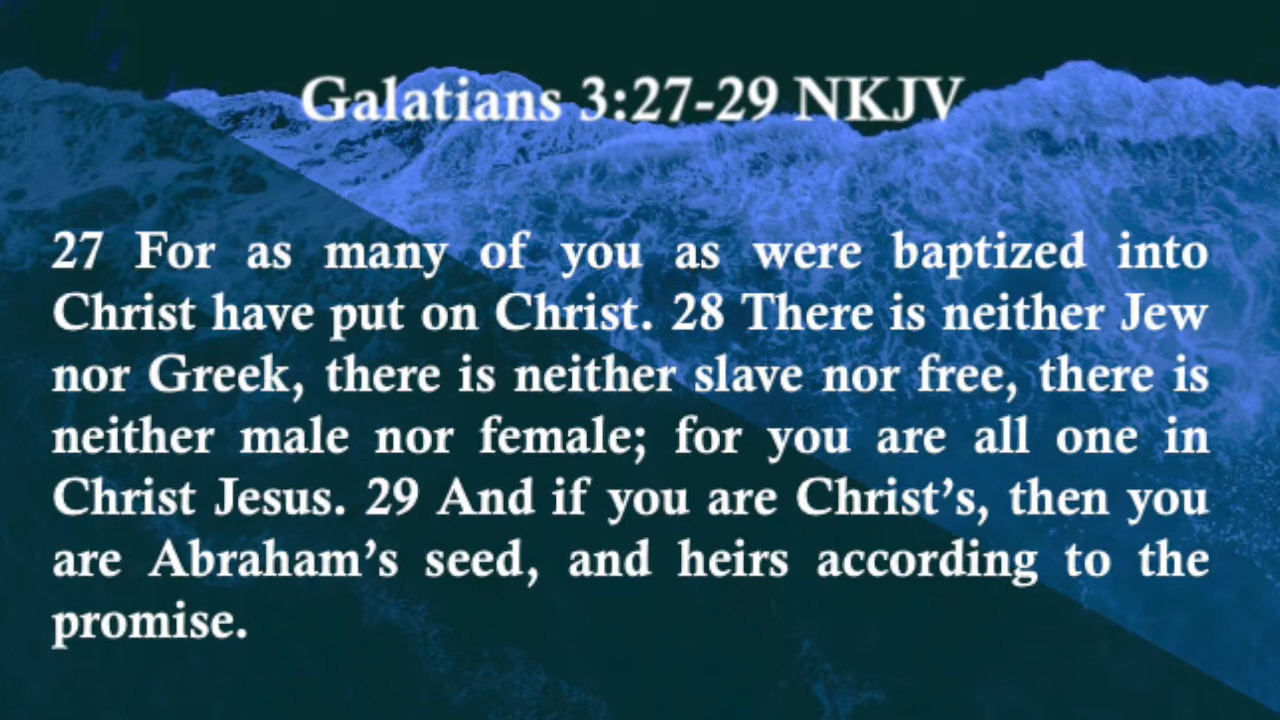 Galatians 3:27-29 NKJV
27 For as many of you as were baptized into
Christ have put on Christ. 28 There is neither Jew
nor Greek, there is neither slave nor free, there is
neither male nor female; for you are all one in
Christ Jesus. 29 And if you are Christ’s, then you
are Abraham’s seed, and heirs according to the
promise.